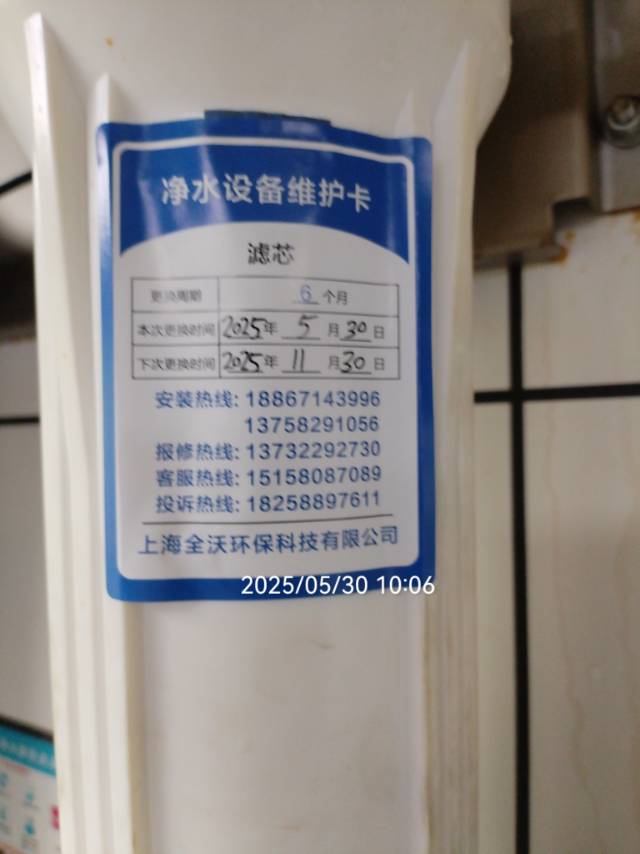 净水设备维护卡
滤芯
更换周期 6 个月
本次更换时间 2025年 5 月 30 日
下次更换时间 2025年 11 月 30 日
安装热线: 18867143996
13758291056
报修热线: 13732292730
客服热线: 15158087089
投诉热线: 18258897611
上海全沃环保科技有限公司
2025/05/30 10:06